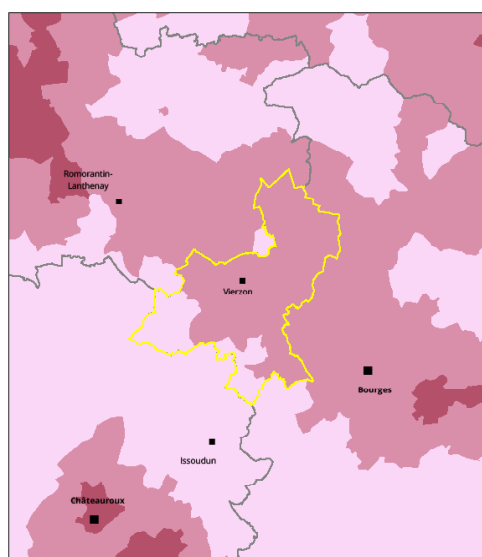 Romorantin-
Lanthenay
Vierzon
Bourges
Issoudun
Châteauroux